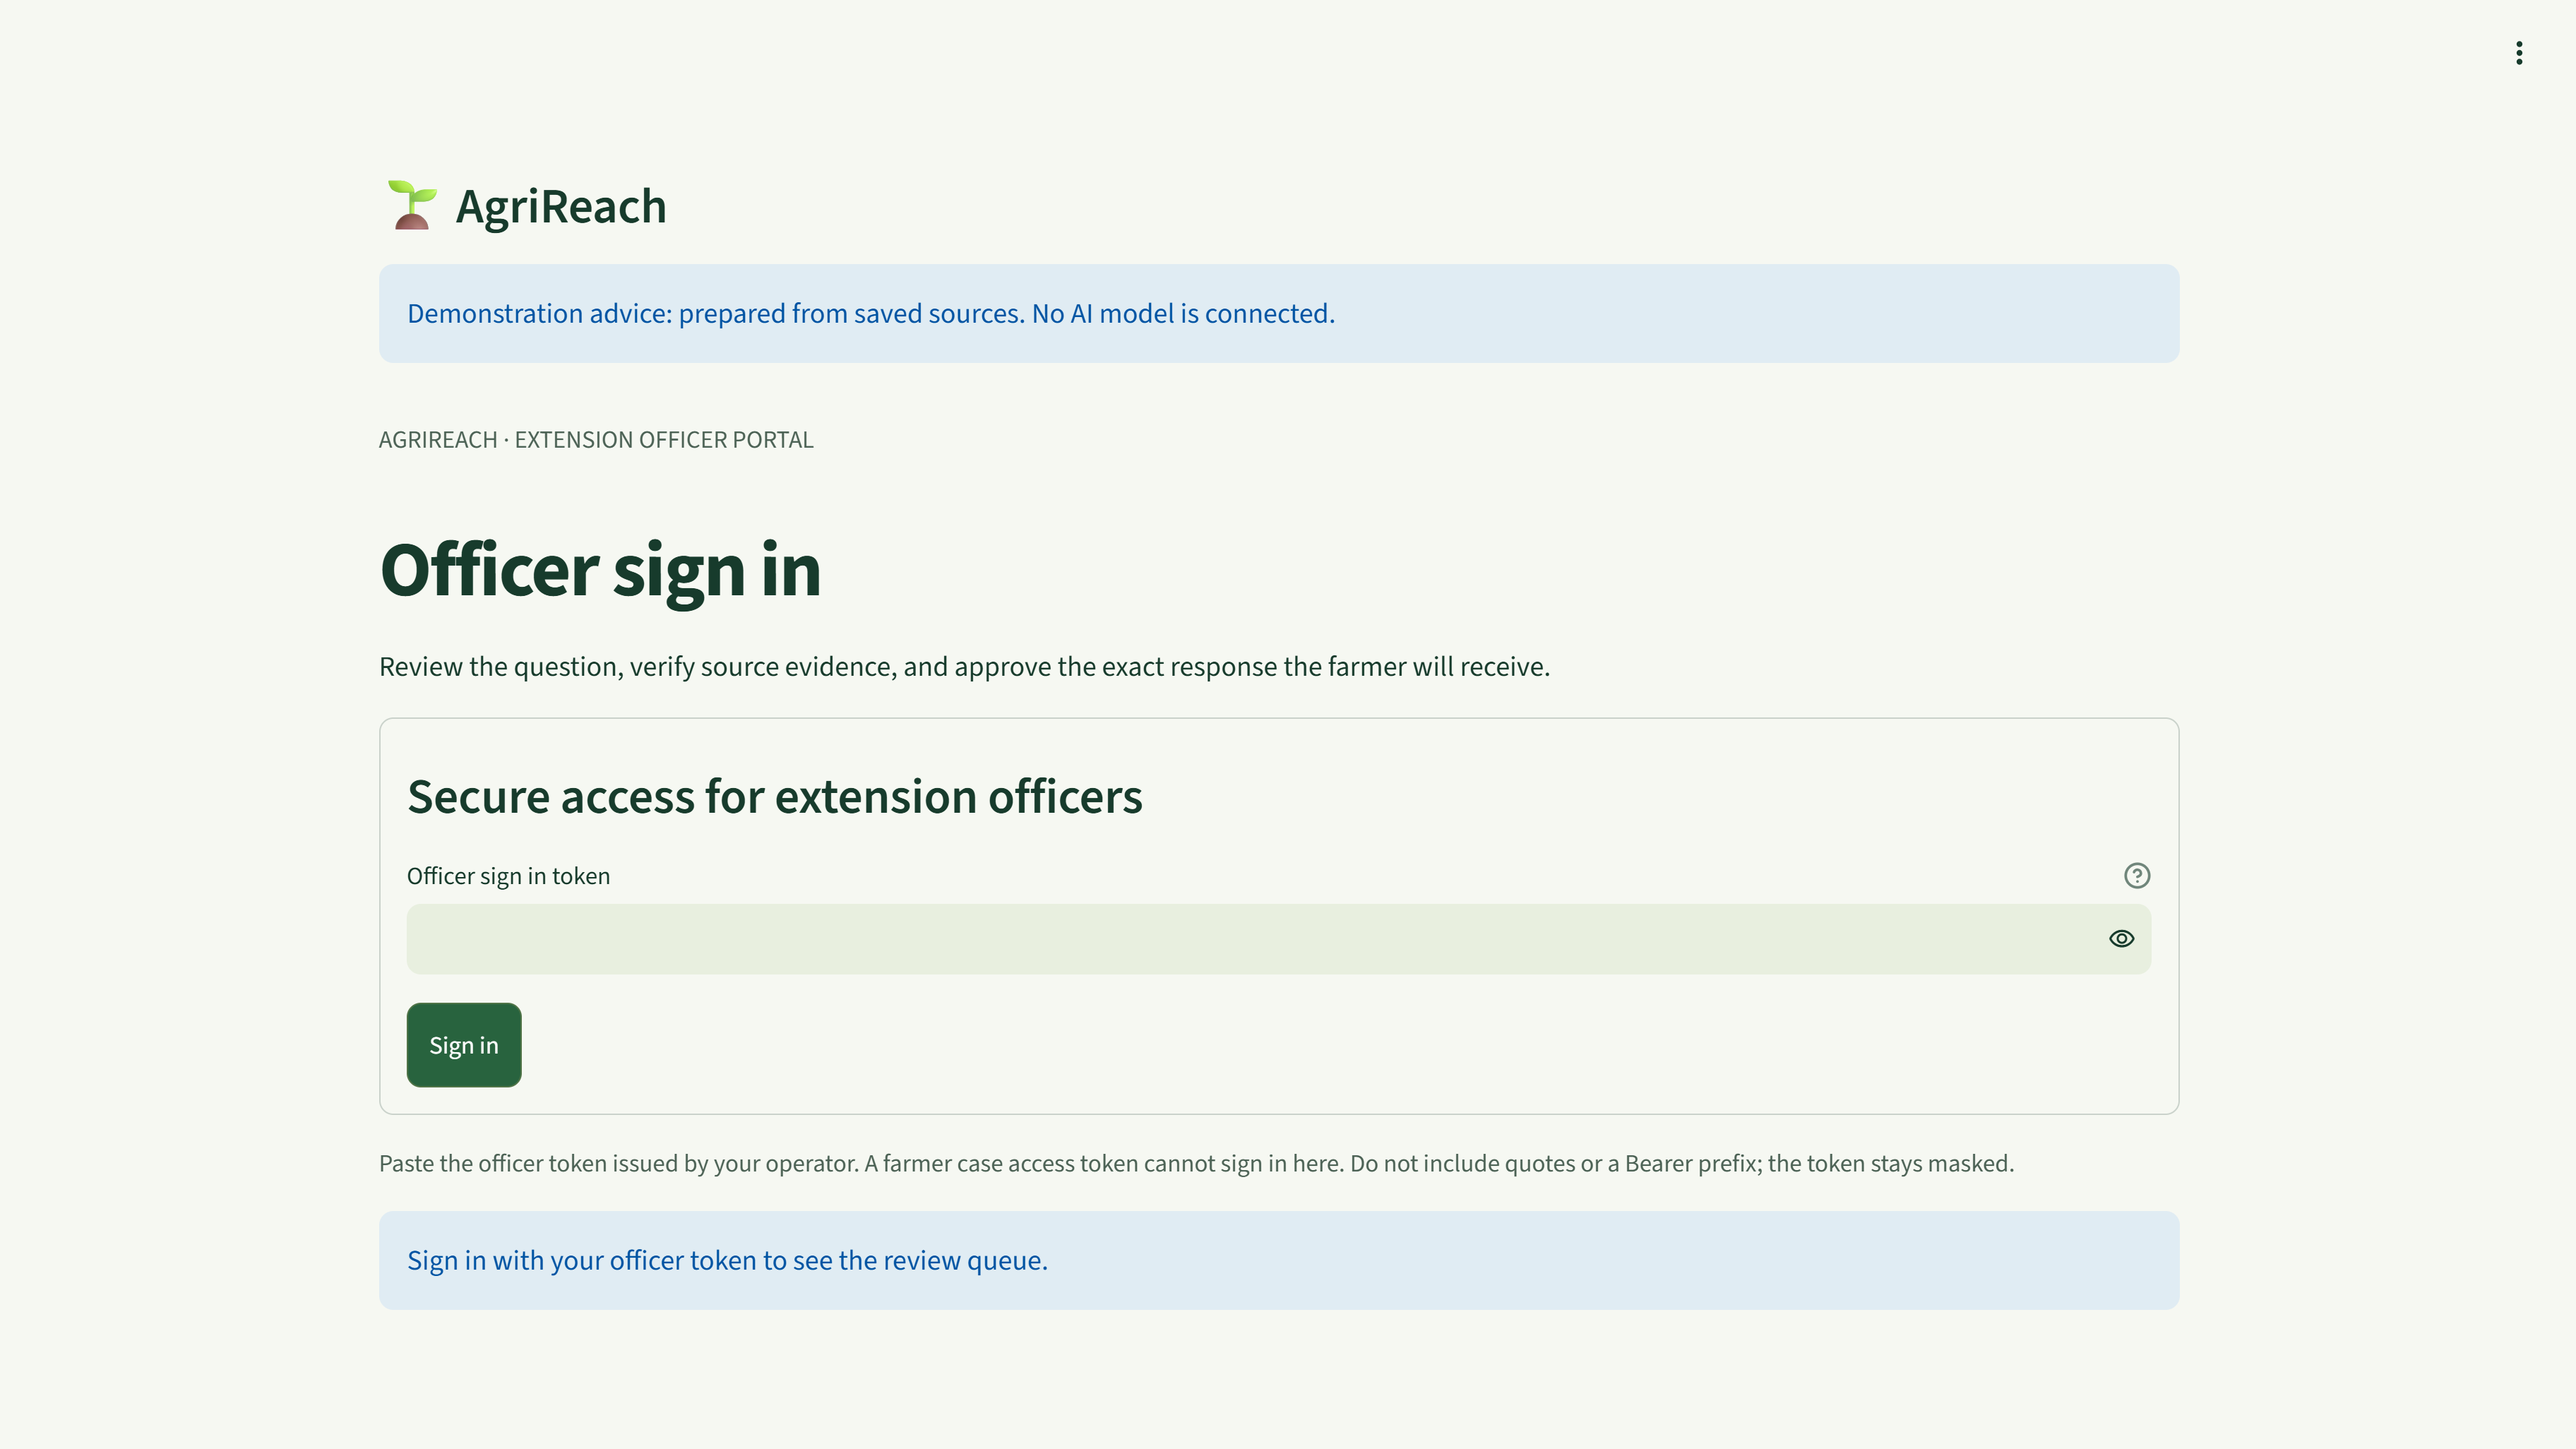 AgriReach
Demonstration advice: prepared from saved sources. No AI model is connected.
AGRIREACH · EXTENSION OFFICER PORTAL
Officer sign in
Review the question, verify source evidence, and approve the exact response the farmer will receive.
Secure access for extension officers
Officer sign in token
Sign in
Paste the officer token issued by your operator. A farmer case access token cannot sign in here. Do not include quotes or a Bearer prefix; the token stays masked.
Sign in with your officer token to see the review queue.